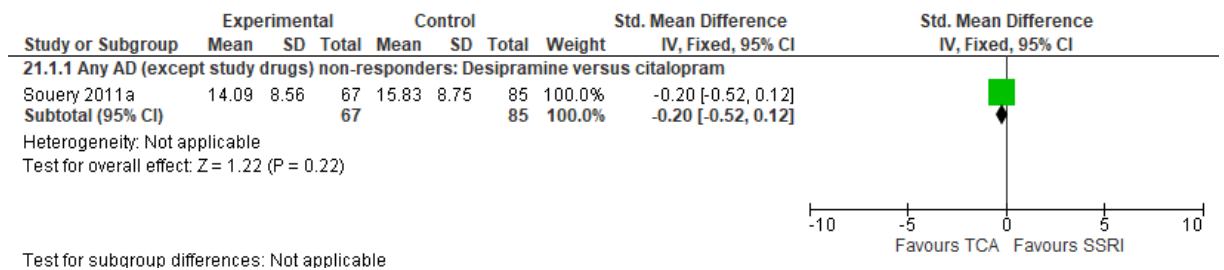 Experimental Control Std. Mean Difference Std. Mean Difference
Study or Subgroup Mean SD Total Mean SD Total Weight IV, Fixed, 95% CI IV, Fixed, 95% CI
21.1.1 Any AD (except study drugs) non-responders: Desipramine versus citalopram
Souery 2011a 14.09 8.56 67 15.83 8.75 85 100.0% -0.20 [-0.52, 0.12]
Subtotal (95% CI) 67 85 100.0% -0.20 [-0.52, 0.12]
Heterogeneity: Not applicable
Test for overall effect: Z = 1.22 (P = 0.22)
-10 -5 0 5 10
Favours TCA Favours SSRI
Test for subgroup differences: Not applicable